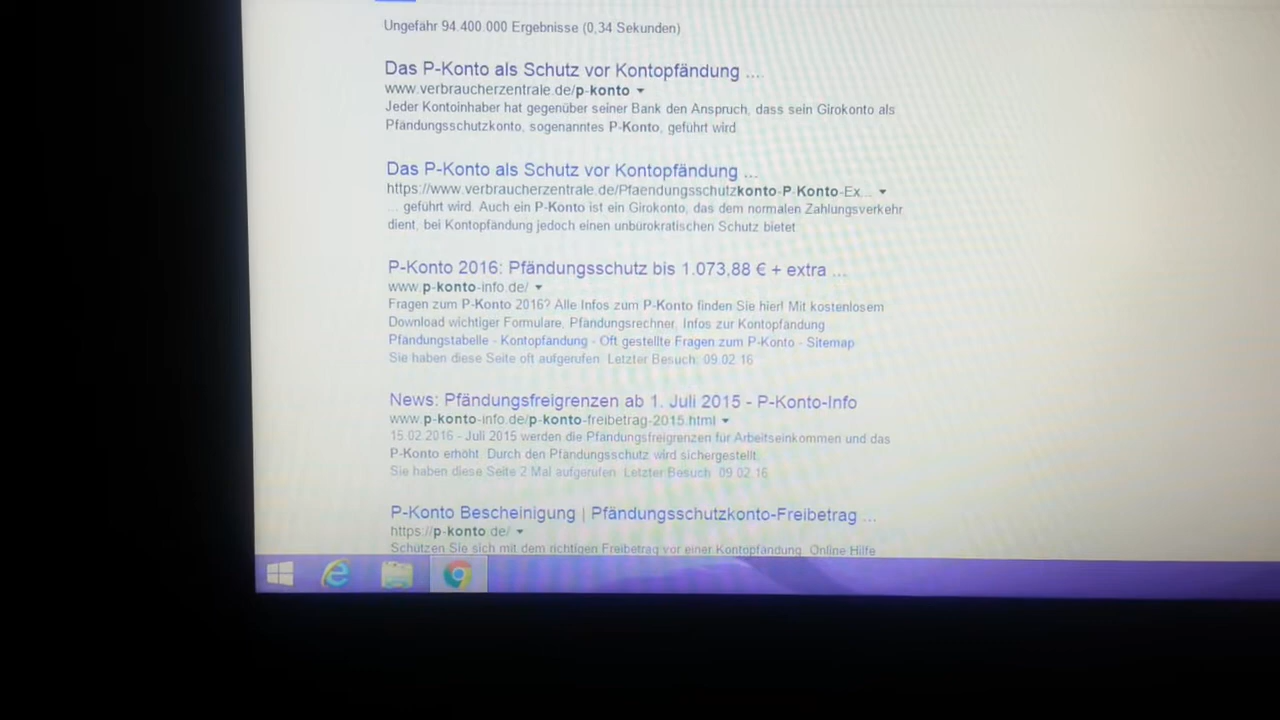 Ungefähr 94.400.000 Ergebnisse (0,34 Sekunden)
Das P-Konto als Schutz vor Kontopfändung ....
www.verbraucherzentrale.de/p-konto
Jeder Kontoinhaber hat gegenüber seiner Bank den Anspruch, dass sein Girokonto als
Pfändungsschutzkonto, sogenanntes P-Konto, geführt wird
Das P-Konto als Schutz vor Kontopfändung ...
https://www.verbraucherzentrale.de/Pfaendungsschutzkonto-P-Konto-Ex...
... geführt wird. Auch ein P-Konto ist ein Girokonto, das dem normalen Zahlungsverkehr
dient, bei Kontopfändung jedoch einen unbürokratischen Schutz bietet
P-Konto 2016: Pfändungsschutz bis 1.073,88 € + extra ...
www.p-konto-info.de/
Fragen zum P-Konto 2016? Alle Infos zum P-Konto finden Sie hier! Mit kostenlosem
Download wichtiger Formulare, Pfändungsrechner, Infos zur Kontopfändung
Pfändungstabelle - Kontopfändung - Oft gestellte Fragen zum P-Konto - Sitemap
Sie haben diese Seite oft aufgerufen. Letzter Besuch: 09.02.16
News: Pfändungsfreigrenzen ab 1. Juli 2015 - P-Konto-Info
www.p-konto-info.de/p-konto-freibetrag-2015.html
15.02.2016 - Juli 2015 werden die Pfändungsfreigrenzen für Arbeitseinkommen und das
P-Konto erhöht. Durch den Pfändungsschutz wird sichergestellt,
Sie haben diese Seite 2 Mal aufgerufen. Letzter Besuch: 09.02.16
P-Konto Bescheinigung | Pfändungsschutzkonto-Freibetrag ...
https://p-konto.de/
Schützen Sie sich mit dem richtigen Freibetrag vor einer Kontopfändung. Online Hilfe